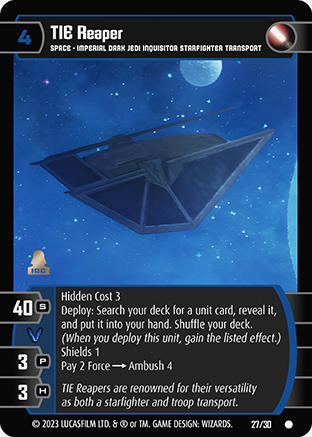 4 TIE Reaper
SPACE - IMPERIAL DARK JEDI INQUISITOR STARFIGHTER TRANSPORT
IDC
40 S
3 P
3 H
Hidden Cost 3
Deploy: Search your deck for a unit card, reveal it,
and put it into your hand. Shuffle your deck.
(When you deploy this unit, gain the listed effect.)
Shields 1
Pay 2 Force → Ambush 4
TIE Reapers are renowned for their versatility
as both a starfighter and troop transport.
© 2023 LUCASFILM LTD. & ® OR TM. GAME DESIGN: WIZARDS. 27/30